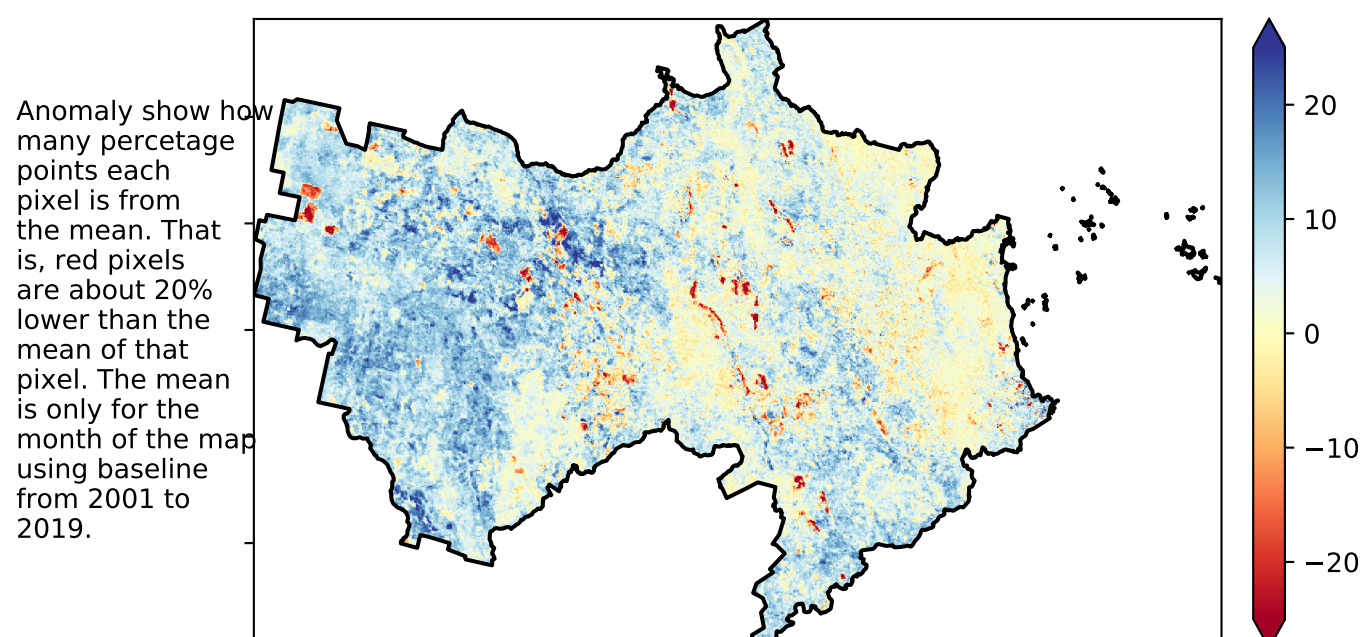 Anomaly show how
many percetage
points each
pixel is from
the mean. That
is, red pixels
are about 20%
lower than the
mean of that
pixel. The mean
is only for the
month of the map
using baseline
from 2001 to
2019.
20
10
0
−10
−20